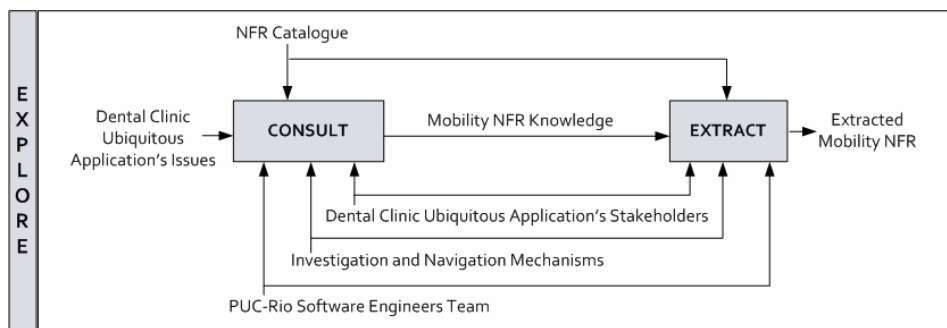 EXPLORE
NFR Catalogue
Dental Clinic
Ubiquitous
Application's Issues
CONSULT
Mobility NFR Knowledge
EXTRACT
Extracted
Mobility NFR
Dental Clinic Ubiquitous Application's Stakeholders
Investigation and Navigation Mechanisms
PUC-Rio Software Engineers Team